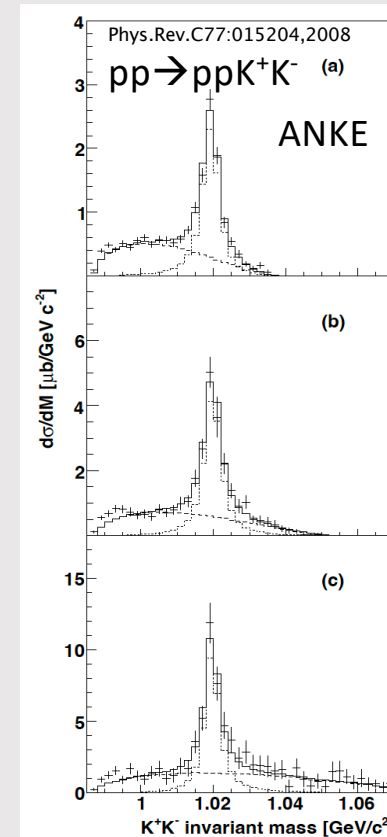 Phys.Rev.C77:015204,2008
pp→ppK⁺K⁻ (a)
ANKE
4
3
2
1
(b)
6
4
2
(c)
15
10
5
0
1 1.02 1.04 1.06
dσ/dM [μb/GeV c⁻²]
K⁺K⁻ invariant mass [GeV/c²